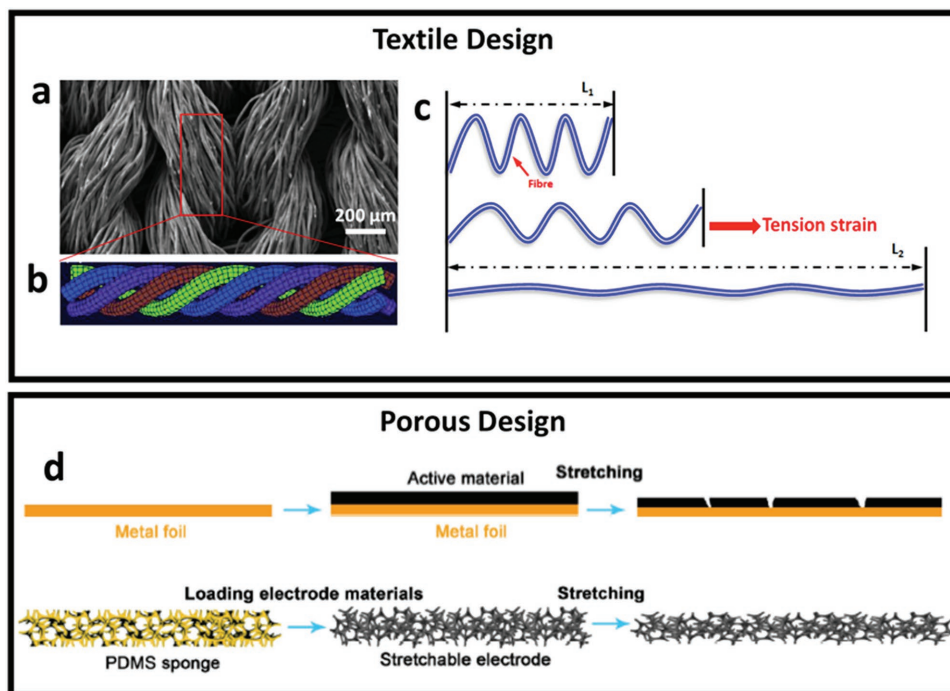 Textile Design
a
200 μm
b
c
L1
Fibre
Tension strain
L2
Porous Design
d
Active material
Stretching
Metal foil
Metal foil
Loading electrode materials
Stretching
PDMS sponge
Stretchable electrode